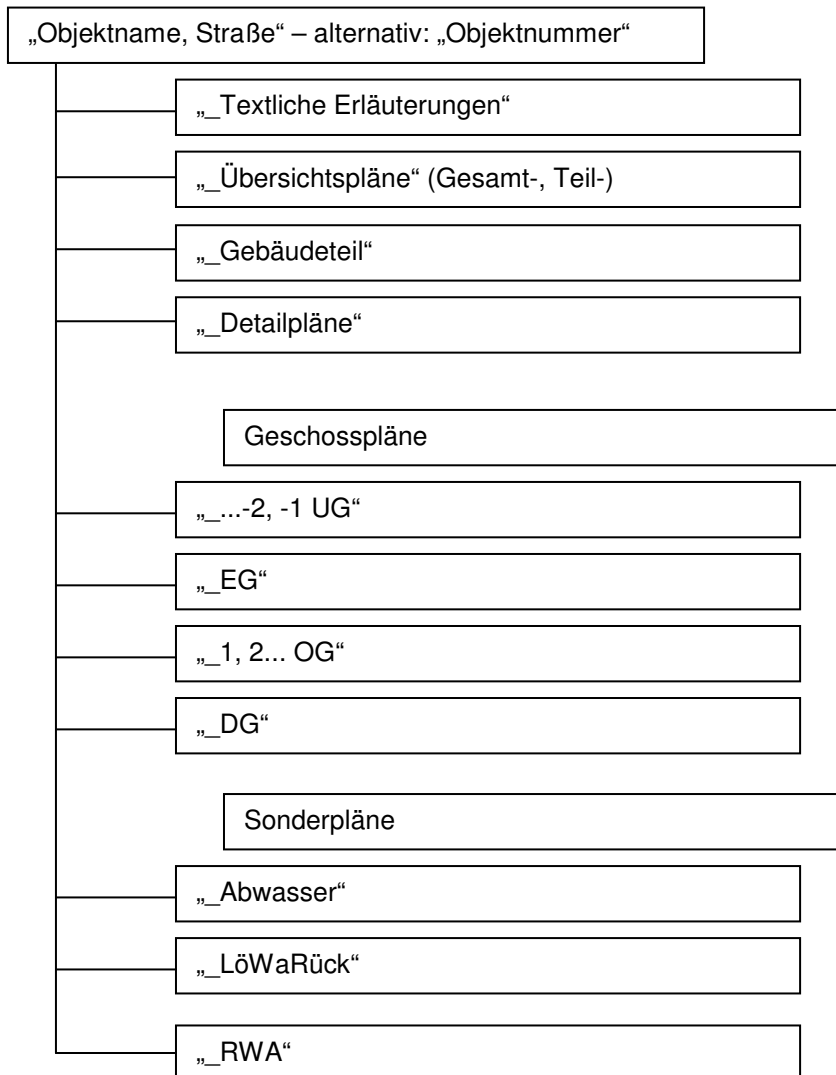 „Objektname, Straße“ – alternativ: „Objektnummer“
„_Textliche Erläuterungen“
„_Übersichtspläne“ (Gesamt-, Teil-)
„_Gebäudeteil“
„_Detailpläne“
Geschosspläne
„_...-2, -1 UG“
„_EG“
„_1, 2... OG“
„_DG“
Sonderpläne
„_Abwasser“
„_LöWaRück“
„_RWA“